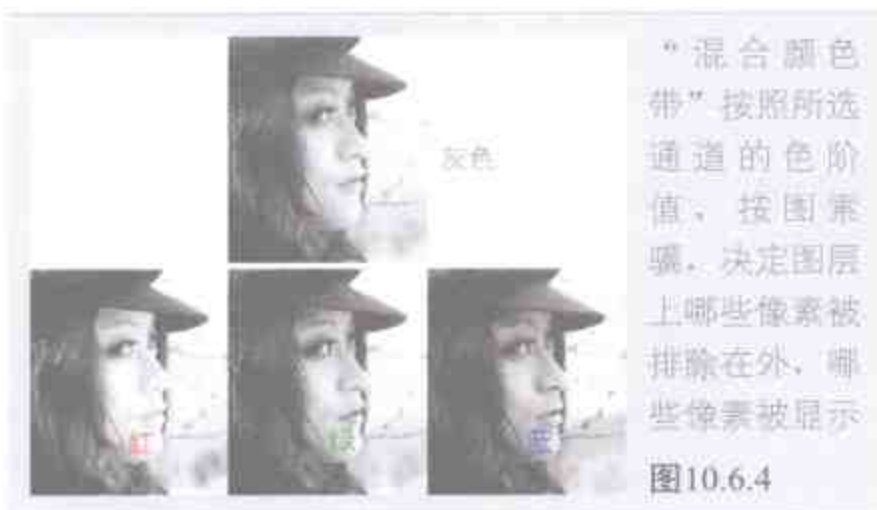 灰色
红
绿
蓝
“混合颜色
带”按照所选
通道的色阶
值，按图索
骥，决定图层
上哪些像素被
排除在外，哪
些像素被显示
图10.6.4